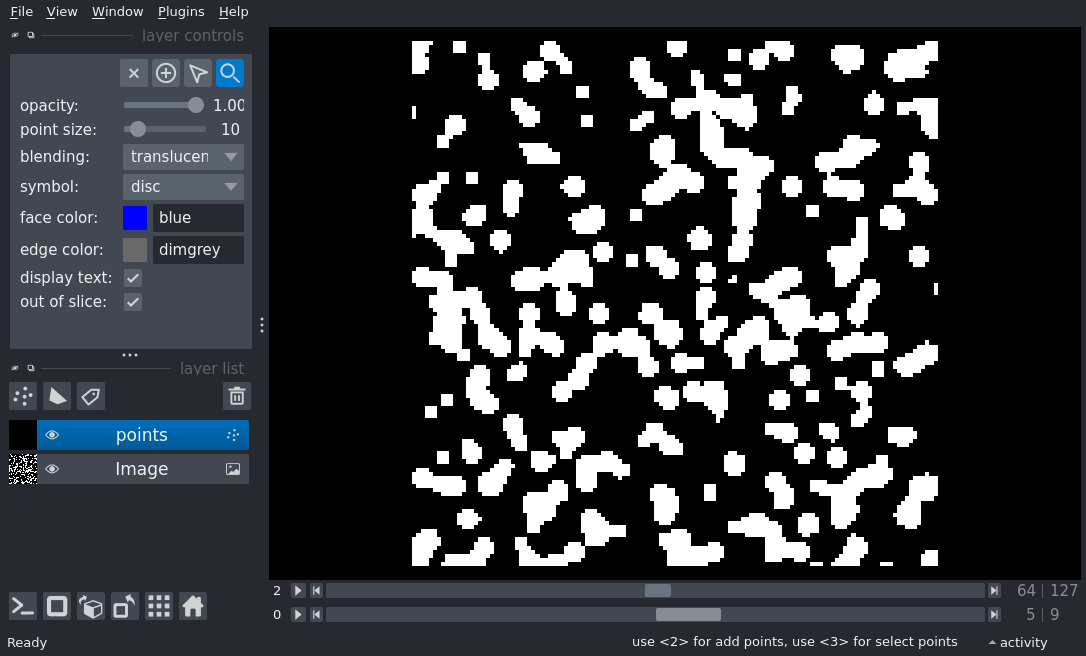 File View Window Plugins Help
layer controls
opacity: 1.00
point size: 10
blending: translucen
symbol: disc
face color: blue
edge color: dimgrey
display text:
out of slice:
layer list
points
Image
2 64 | 127
0 5 | 9
Ready use <2> for add points, use <3> for select points activity